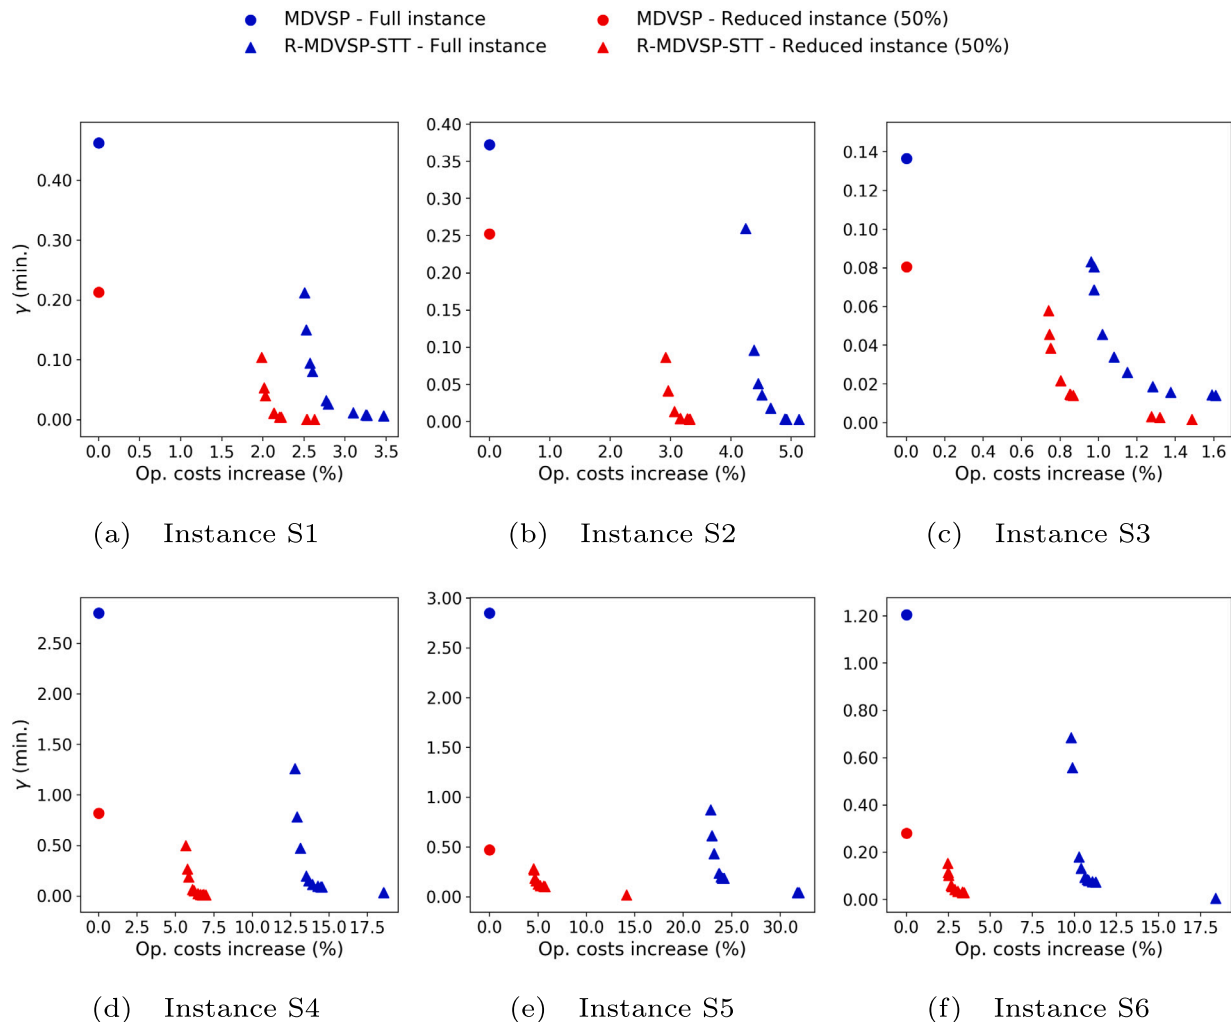 MDVSP - Full instance
MDVSP - Reduced instance (50%)
R-MDVSP-STT - Full instance
R-MDVSP-STT - Reduced instance (50%)
γ (min.)
0.40
0.30
0.20
0.10
0.00
0.0 0.5 1.0 1.5 2.0 2.5 3.0 3.5
Op. costs increase (%)
(a) Instance S1
0.40
0.35
0.30
0.25
0.20
0.15
0.10
0.05
0.00
0.0 1.0 2.0 3.0 4.0 5.0
Op. costs increase (%)
(b) Instance S2
0.14
0.12
0.10
0.08
0.06
0.04
0.02
0.00
0.0 0.2 0.4 0.6 0.8 1.0 1.2 1.4 1.6
Op. costs increase (%)
(c) Instance S3
γ (min.)
2.50
2.00
1.50
1.00
0.50
0.00
0.0 2.5 5.0 7.5 10.0 12.5 15.0 17.5
Op. costs increase (%)
(d) Instance S4
3.00
2.50
2.00
1.50
1.00
0.50
0.00
0.0 5.0 10.0 15.0 20.0 25.0 30.0
Op. costs increase (%)
(e) Instance S5
1.20
1.00
0.80
0.60
0.40
0.20
0.00
0.0 2.5 5.0 7.5 10.0 12.5 15.0 17.5
Op. costs increase (%)
(f) Instance S6